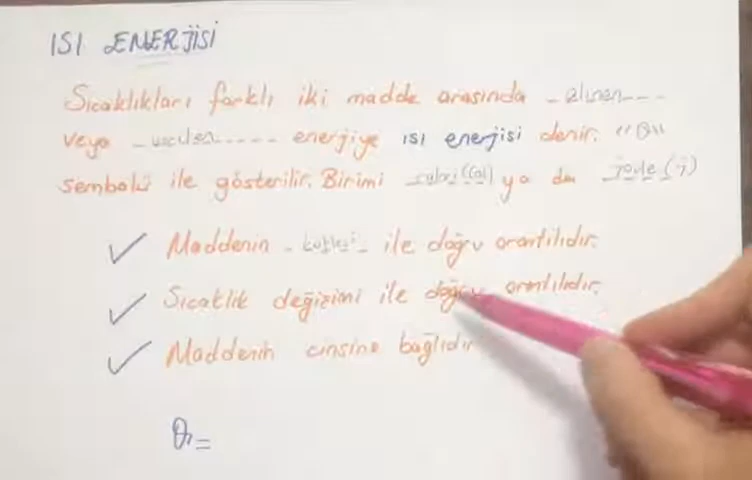 ISI ENERJİSİ
Sıcaklıkları farklı iki madde arasında - alınan - - -
veya - verilen - - - - enerjiye ısı enerjisi denir. "Q"
sembolü ile gösterilir. Birimi kalori (cal) ya da joule (j)
✓ Maddenin - kütlesi - ile doğru orantılıdır.
✓ Sıcaklık değişimi ile doğru orantılıdır.
✓ Maddenin cinsine bağlıdır
Q =